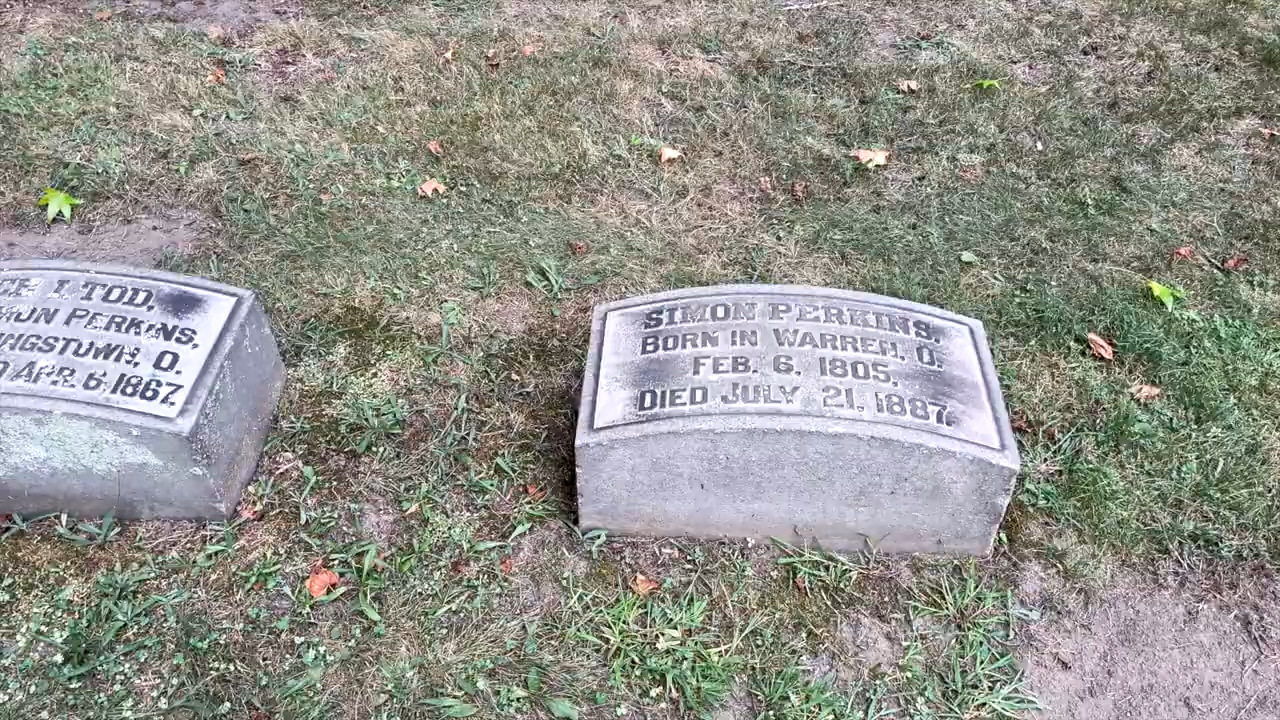 I. TOD,
PERKINS,
O.
APR. 6, 1867.
SIMON PERKINS,
BORN IN WARREN, O.
FEB. 6, 1805,
DIED JULY 21, 1887.